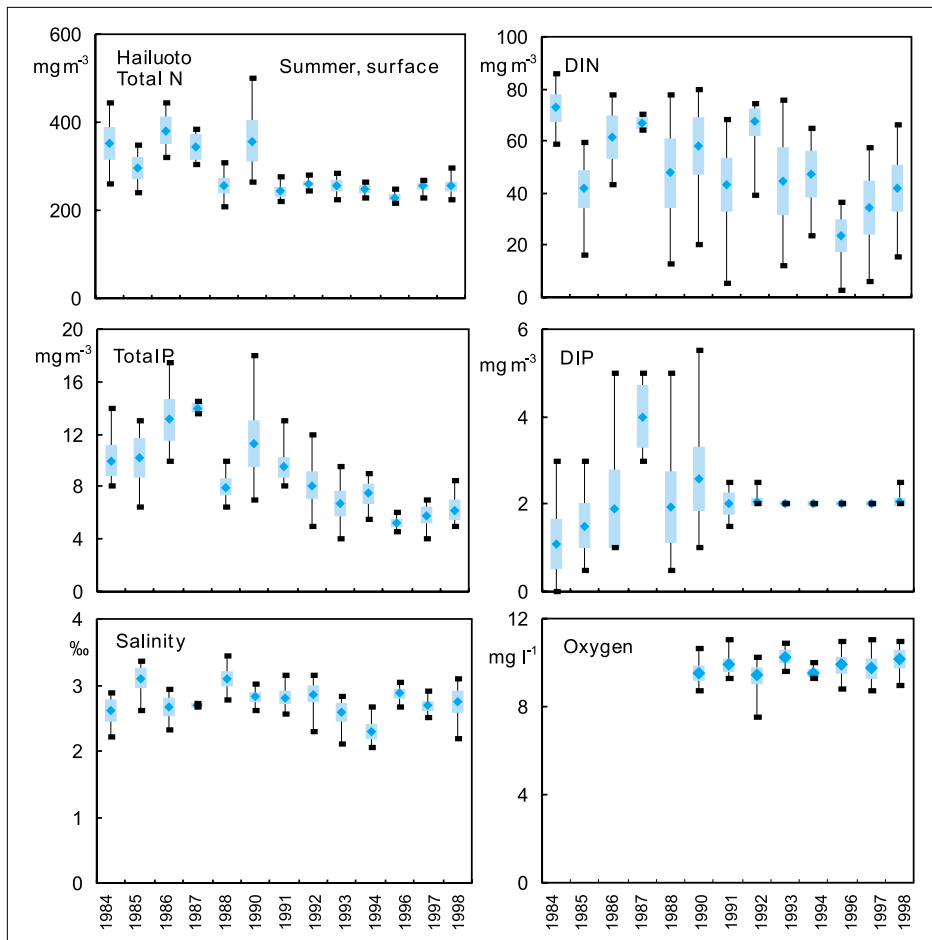 600
mg m-3
Hailuoto
Total N
Summer, surface
400
200
0
100
mg m-3
DIN
80
60
40
20
0
20
mg m-3
Total P
16
12
8
4
0
6
mg m-3
DIP
4
2
0
4
‰
Salinity
3
2
1
0
12
mg l-1
Oxygen
8
4
0
1984 1985 1986 1987 1988 1990 1991 1992 1993 1994 1996 1997 1998
1984 1985 1986 1987 1988 1990 1991 1992 1993 1994 1996 1997 1998